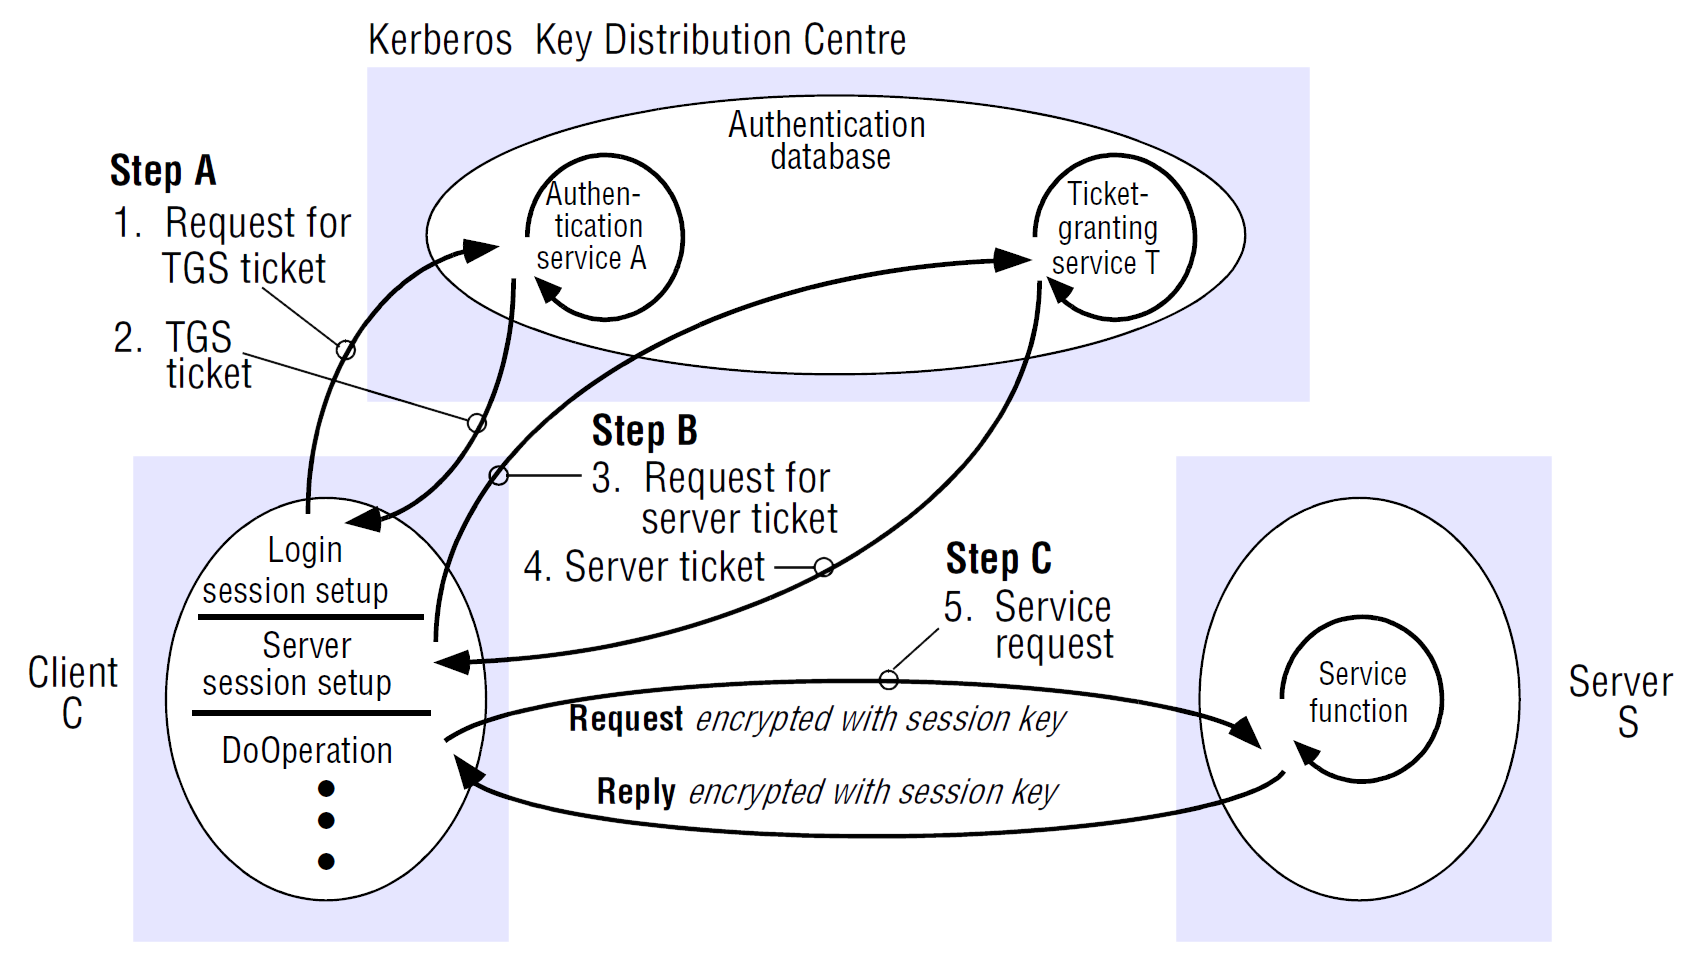 Kerberos Key Distribution Centre
Authentication
database
Authen-
tication
service A
Ticket-
granting
service T
Step A
1. Request for
TGS ticket
2. TGS
ticket
Step B
3. Request for
server ticket
4. Server ticket
Step C
5. Service
request
Login
session setup
Server
session setup
DoOperation
Client
C
Request encrypted with session key
Reply encrypted with session key
Service
function
Server
S